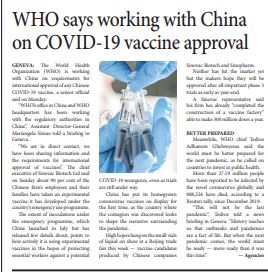 WHO says working with China
on COVID-19 vaccine approval
GENEVA: The World Health
Organization (WHO) is working
with China on requirements for
international approval of any Chinese
COVID-19 vaccine, a senior official
said on Monday.
"WHO's office in China and WHO
headquarters has been working
with the regulatory authorities in
China", Assistant Director-General
Mariangela Simao told a briefing in
Geneva.
"We are in direct contact, we
have been sharing information and
the requirements for international
approval of vaccines". The chief
executive of Sinovac Biotech Ltd said
on Sunday about 90 per cent of the
Chinese firm's employees and their
families have taken an experimental
vaccine it has developed under the
country's emergency use programme.
The extent of inoculations under
the emergency programme, which
China launched in July but has
released few details about, points to
how actively it is using experimental
vaccines in the hopes of protecting
essential workers against a potential
COVID-19 resurgence, even as trials
are still under way.
China has put its homegrown
coronavirus vaccines on display for
the first time, as the country where
the contagion was discovered looks
to shape the narrative surrounding
the pandemic.
High hopes hang on the small vials
of liquid on show at a Beijing trade
fair this week — vaccine candidates
produced by Chinese companies
Sinovac Biotech and Sinopharm.
Neither has hit the market yet
but the makers hope they will be
approved after all-important phase 3
trials as early as year-end.
A Sinovac representative said
his firm has already "completed the
construction of a vaccine factory"
able to make 300 million doses a year.
BETTER PREPARED
Meanwhile, WHO chief Tedros
Adhanom Ghebreyesus said the
world must be better prepared for
the next pandemic, as he called on
countries to invest in public health.
More than 27.19 million people
have been reported to be infected by
the novel coronavirus globally and
888,326 have died, according to a
Reuters tally, since December 2019.
"This will not be the last
pandemic," Tedros told a news
briefing in Geneva. "History teaches
us that outbreaks and pandemics
are a fact of life. But when the next
pandemic comes, the world must
be ready — more ready than it was
this time". — Agencies